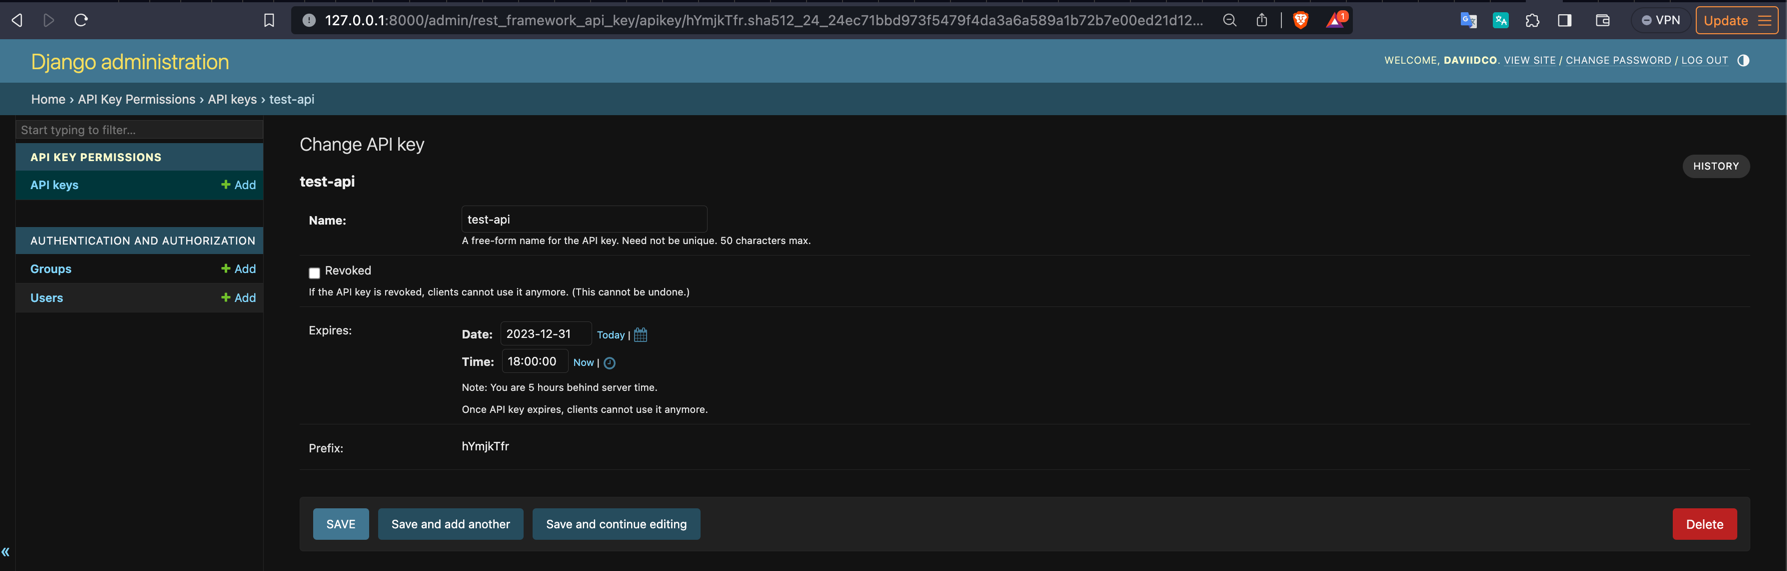 127.0.0.1:8000/admin/rest_framework_api_key/apikey/hYmjkTfr.sha512_24_24ec71bbd973f5479f4da3a6a589a1b72b7e00ed21d12...
1
VPN
Update
Django administration
WELCOME, DAVIIDCO. VIEW SITE / CHANGE PASSWORD / LOG OUT
Home › API Key Permissions › API keys › test-api
Start typing to filter...
API KEY PERMISSIONS
API keys + Add
AUTHENTICATION AND AUTHORIZATION
Groups + Add
Users + Add
«
Change API key
HISTORY
test-api
Name: test-api
A free-form name for the API key. Need not be unique. 50 characters max.
Revoked
If the API key is revoked, clients cannot use it anymore. (This cannot be undone.)
Expires:
Date: 2023-12-31 Today |
Time: 18:00:00 Now |
Note: You are 5 hours behind server time.
Once API key expires, clients cannot use it anymore.
Prefix: hYmjkTfr
SAVE Save and add another Save and continue editing Delete